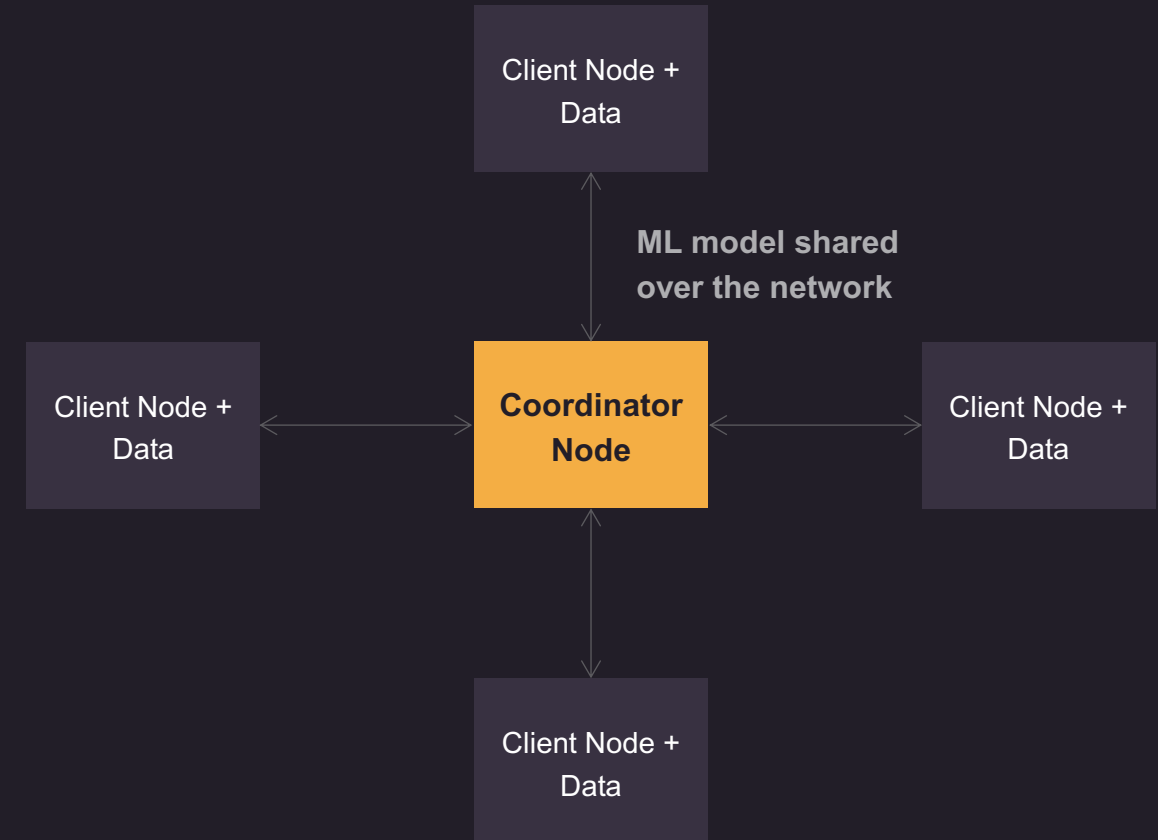 Client Node +
Data
ML model shared
over the network
Client Node +
Data
Coordinator
Node
Client Node +
Data
Client Node +
Data